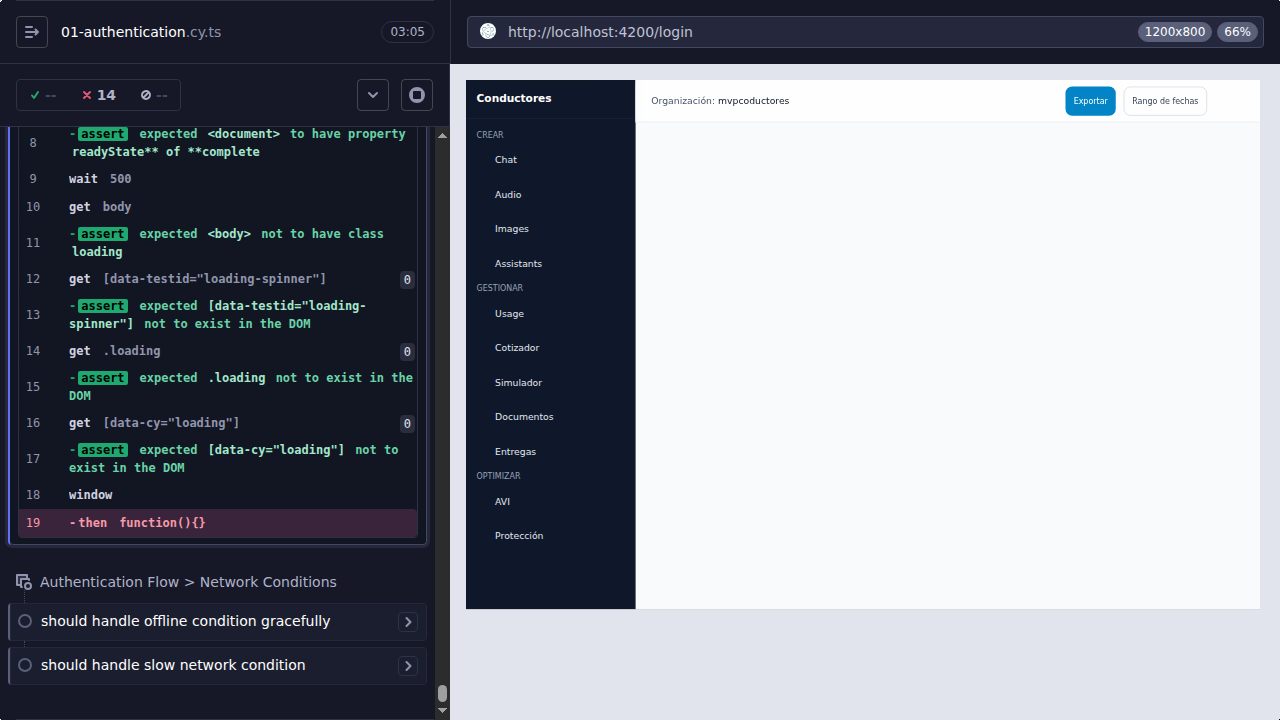 01-authentication.cy.ts
03:05
--
14
--
8
-assert expected <document> to have property
readyState** of **complete
9 wait 500
10 get body
11
-assert expected <body> not to have class
loading
12 get [data-testid="loading-spinner"] 0
13
-assert expected [data-testid="loading-
spinner"] not to exist in the DOM
14 get .loading 0
15
-assert expected .loading not to exist in the
DOM
16 get [data-cy="loading"] 0
17
-assert expected [data-cy="loading"] not to
exist in the DOM
18 window
19 -then function(){}
Authentication Flow > Network Conditions
should handle offline condition gracefully
should handle slow network condition
http://localhost:4200/login
1200x800
66%
Conductores
CREAR
Chat
Audio
Images
Assistants
GESTIONAR
Usage
Cotizador
Simulador
Documentos
Entregas
OPTIMIZAR
AVI
Protección
Organización: mvpcoductores
Exportar
Rango de fechas